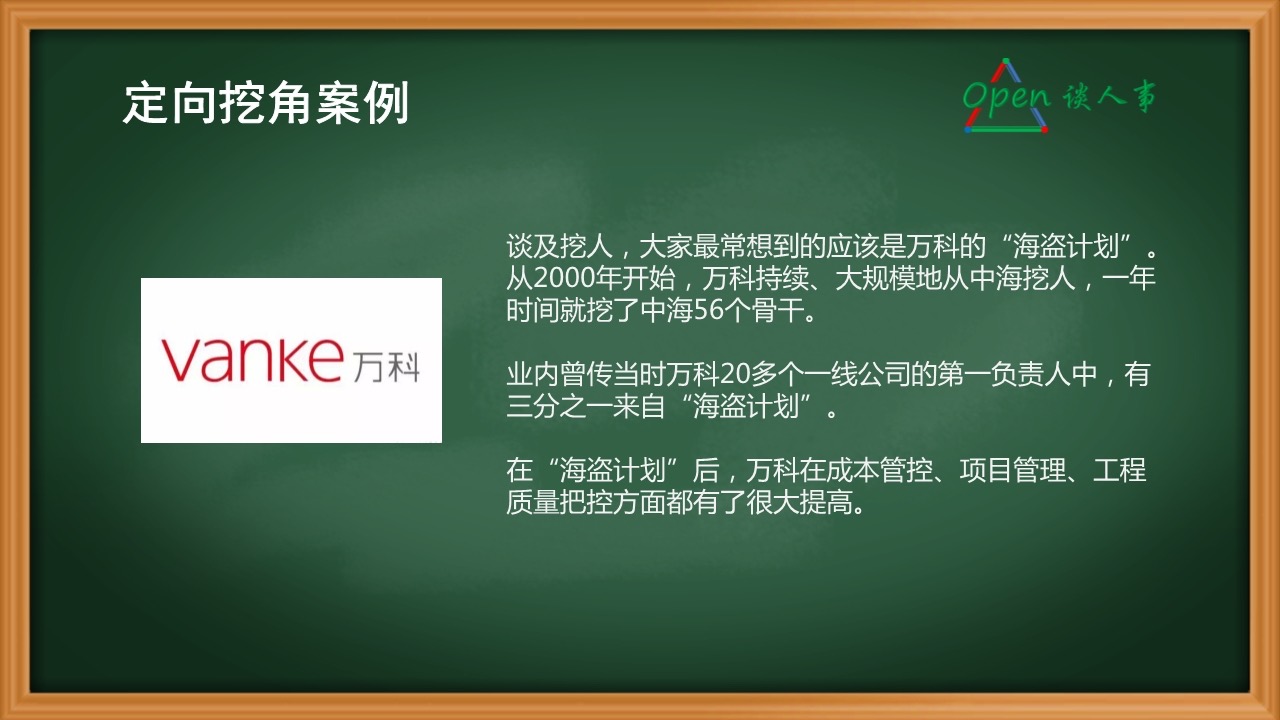 定向挖角案例
Open 谈人事
谈及挖人，大家最常想到的应该是万科的“海盗计划”。
从2000年开始，万科持续、大规模地从中海挖人，一年
时间就挖了中海56个骨干。
业内曾传当时万科20多个一线公司的第一负责人中，有
三分之一来自“海盗计划”。
在“海盗计划”后，万科在成本管控、项目管理、工程
质量把控方面都有了很大提高。
vanke 万科